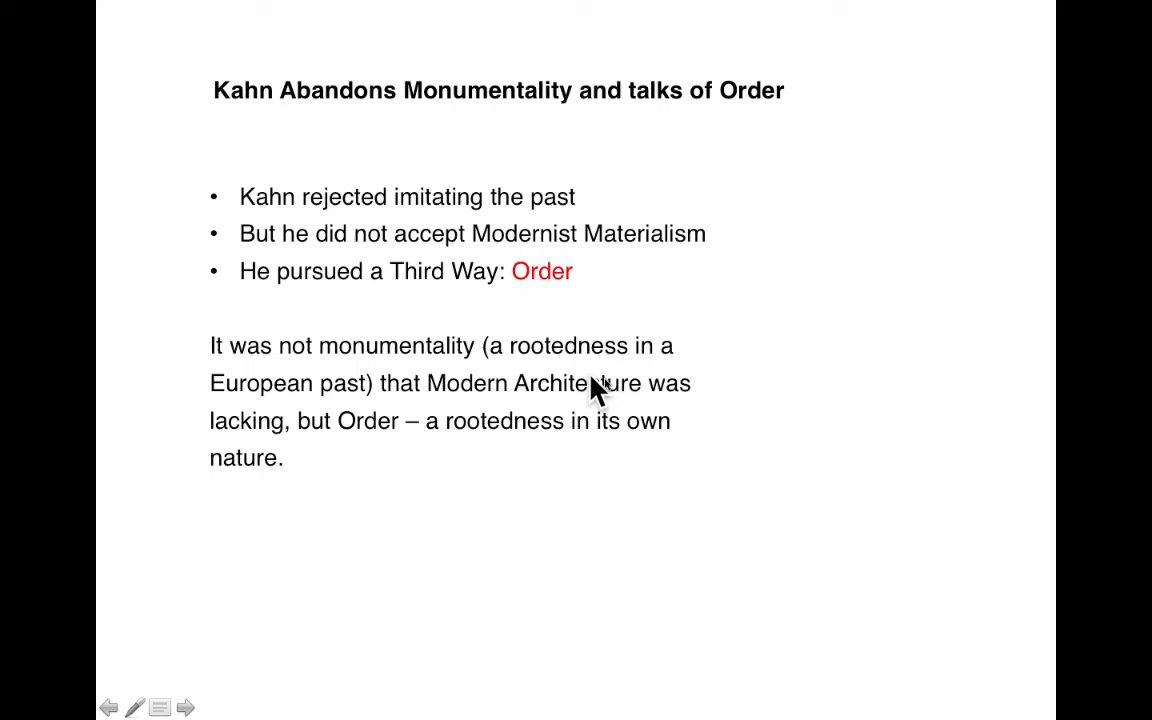 Kahn Abandons Monumentality and talks of Order
• Kahn rejected imitating the past
• But he did not accept Modernist Materialism
• He pursued a Third Way: Order
It was not monumentality (a rootedness in a
European past) that Modern Architecture was
lacking, but Order – a rootedness in its own
nature.